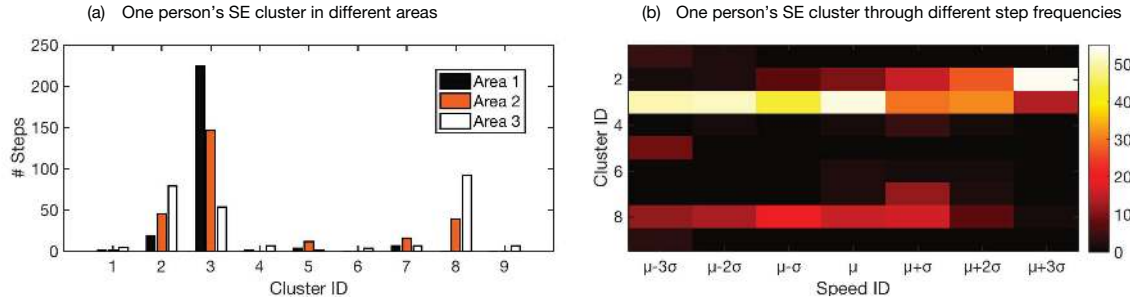 (a) One person's SE cluster in different areas
250
200
150
100
50
0
# Steps
Area 1
Area 2
Area 3
1 2 3 4 5 6 7 8 9
Cluster ID
(b) One person's SE cluster through different step frequencies
2
4
6
8
Cluster ID
μ-3σ μ-2σ μ-σ μ μ+σ μ+2σ μ+3σ
Speed ID
50
40
30
20
10
0